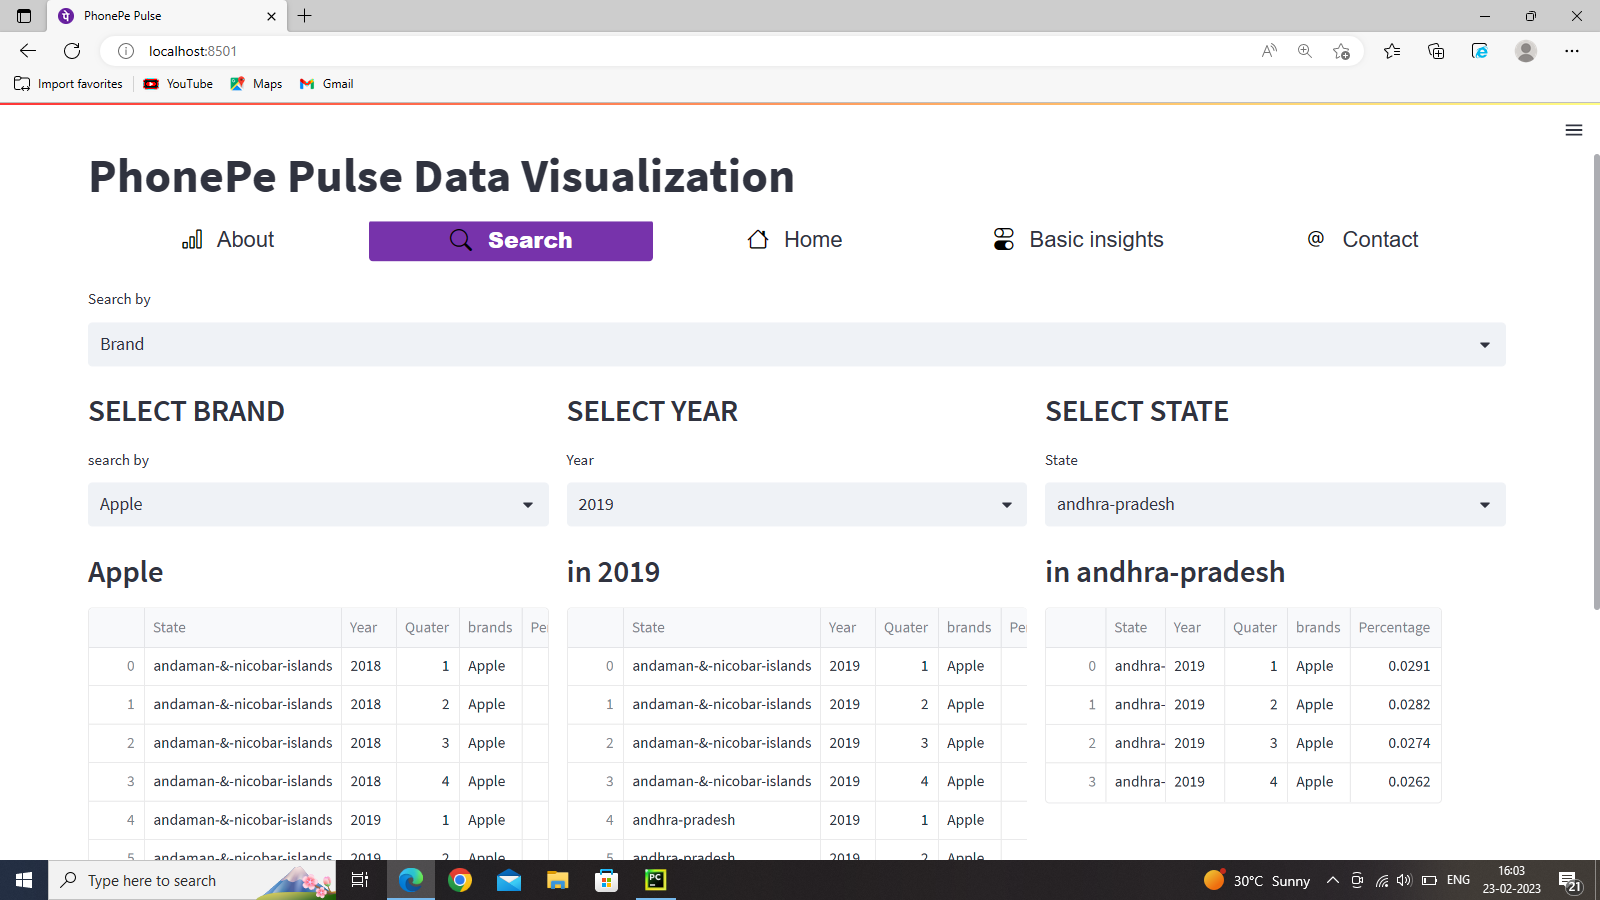 PhonePe Pulse
localhost:8501
Import favorites YouTube Maps Gmail
PhonePe Pulse Data Visualization
About Search Home Basic insights @ Contact
Search by
Brand
SELECT BRAND SELECT YEAR SELECT STATE
search by Year State
Apple 2019 andhra-pradesh
Apple in 2019 in andhra-pradesh
State Year Quater brands Pe State Year Quater brands Pe State Year Quater brands Percentage
0 andaman-&-nicobar-islands 2018 1 Apple 0 andaman-&-nicobar-islands 2019 1 Apple 0 andhra- 2019 1 Apple 0.0291
1 andaman-&-nicobar-islands 2018 2 Apple 1 andaman-&-nicobar-islands 2019 2 Apple 1 andhra- 2019 2 Apple 0.0282
2 andaman-&-nicobar-islands 2018 3 Apple 2 andaman-&-nicobar-islands 2019 3 Apple 2 andhra- 2019 3 Apple 0.0274
3 andaman-&-nicobar-islands 2018 4 Apple 3 andaman-&-nicobar-islands 2019 4 Apple 3 andhra- 2019 4 Apple 0.0262
4 andaman-&-nicobar-islands 2019 1 Apple 4 andhra-pradesh 2019 1 Apple
5 andaman-&-nicobar-islands 2019 2 Apple 5 andhra-pradesh 2019 2 Apple
Type here to search PC 30°C Sunny ENG 16:03
23-02-2023 21